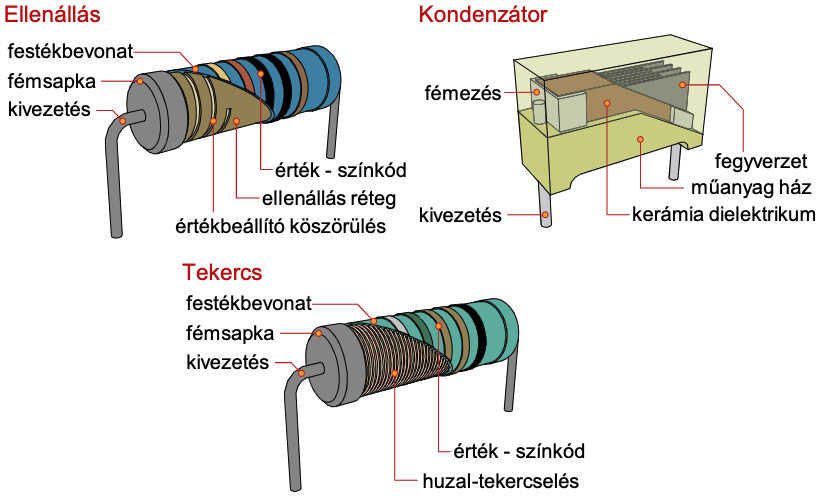 Ellenállás
festékbevonat
fémsapka
kivezetés
érték - színkód
ellenállás réteg
értékbeállító köszörülés
Kondenzátor
fémezés
fegyverzet
műanyag ház
kivezetés
kerámia dielektrikum
Tekercs
festékbevonat
fémsapka
kivezetés
érték - színkód
huzal-tekercselés